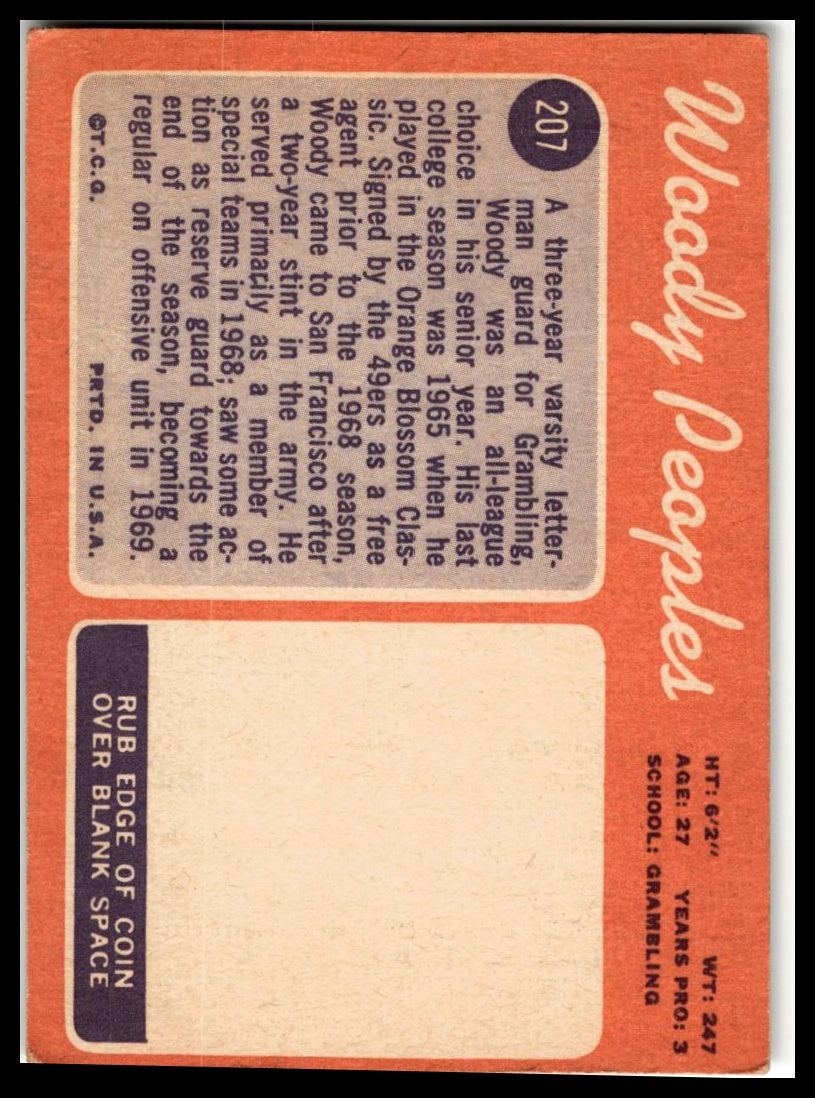 Woody Peoples
HT: 6'2" WT: 247
AGE: 27 YEARS PRO: 3
SCHOOL: GRAMBLING
207
A three-year varsity letter-
man guard for Grambling,
Woody was an all-league
choice in his senior year. His last
college season was 1965 when he
played in the Orange Blossom Clas-
sic. Signed by the 49ers as a free
agent prior to the 1968 season,
Woody came to San Francisco after
a two-year stint in the army. He
served primarily as a member of
special teams in 1968; saw some ac-
tion as reserve guard towards the
end of the season, becoming a
regular on offensive unit in 1969.
©T.C.G. PRTD. IN U.S.A.
RUB EDGE OF COIN
OVER BLANK SPACE